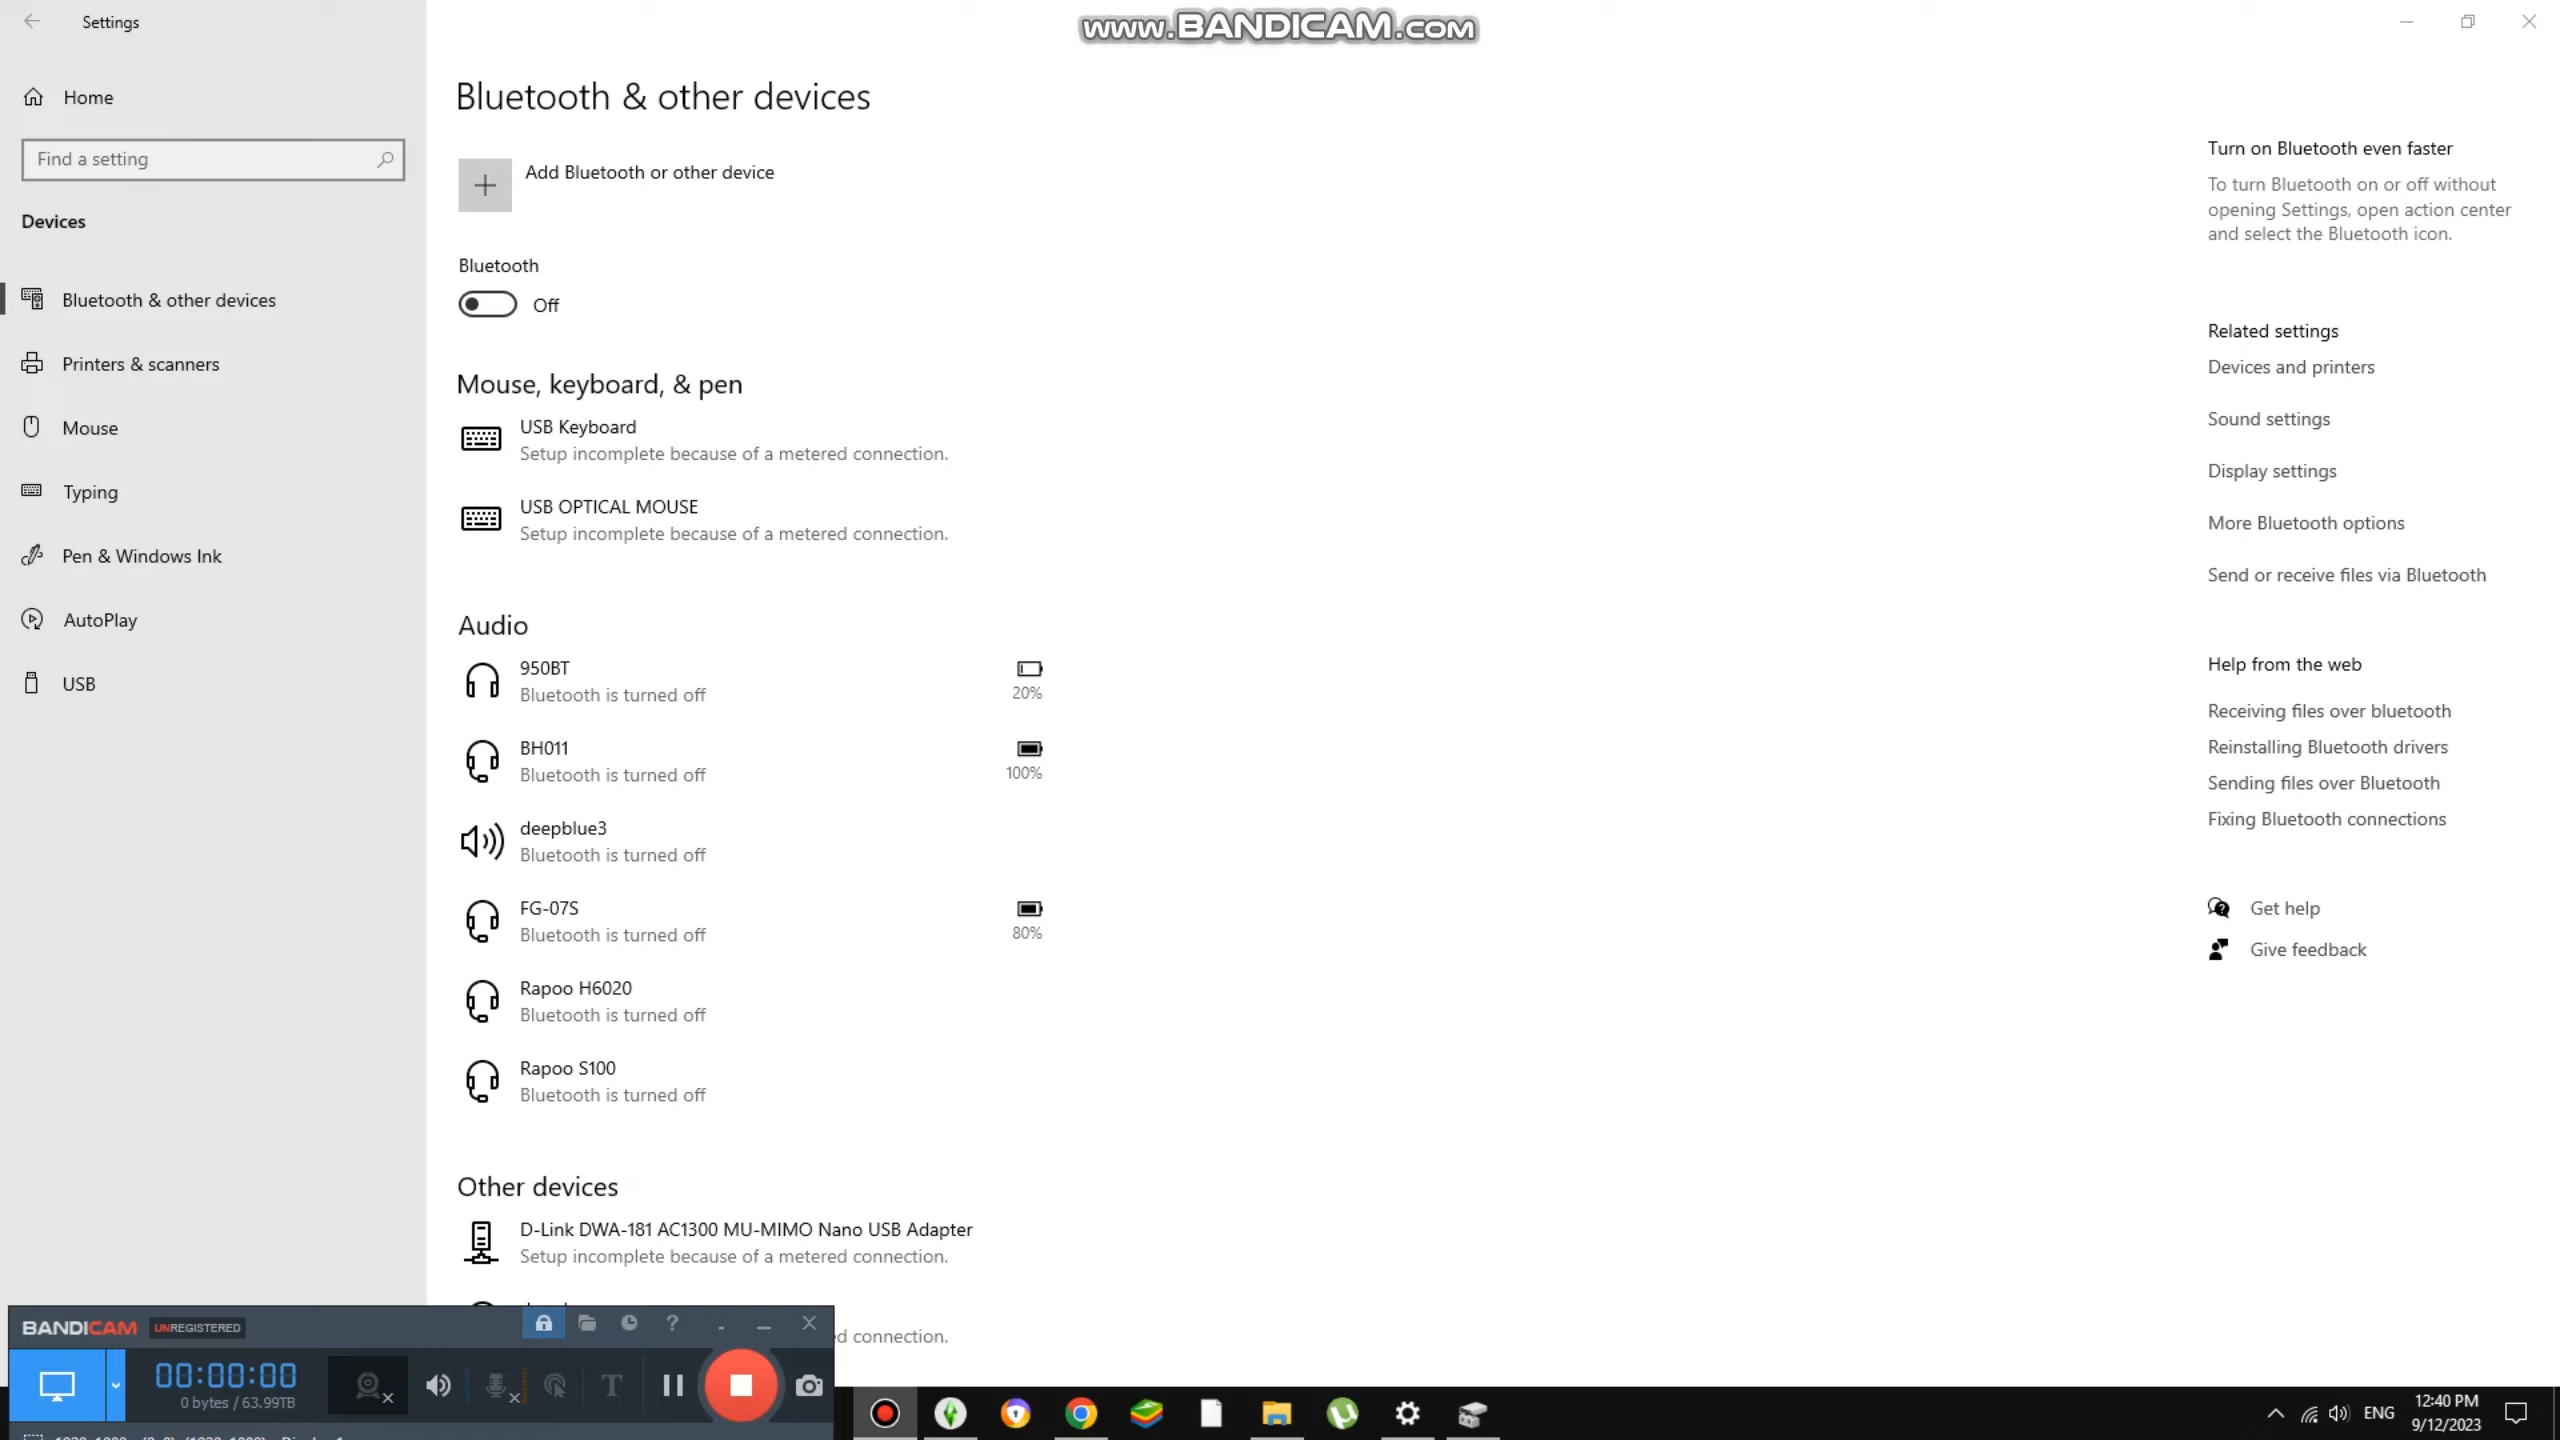 Settings
www.BANDICAM.com
Home
Find a setting
Devices
Bluetooth & other devices
Printers & scanners
Mouse
Typing
Pen & Windows Ink
AutoPlay
USB
Bluetooth & other devices
Add Bluetooth or other device
Bluetooth
Off
Mouse, keyboard, & pen
USB Keyboard
Setup incomplete because of a metered connection.
USB OPTICAL MOUSE
Setup incomplete because of a metered connection.
Audio
950BT
Bluetooth is turned off
20%
BH011
Bluetooth is turned off
100%
deepblue3
Bluetooth is turned off
FG-07S
Bluetooth is turned off
80%
Rapoo H6020
Bluetooth is turned off
Rapoo S100
Bluetooth is turned off
Other devices
D-Link DWA-181 AC1300 MU-MIMO Nano USB Adapter
Setup incomplete because of a metered connection.
d connection.
Turn on Bluetooth even faster
To turn Bluetooth on or off without
opening Settings, open action center
and select the Bluetooth icon.
Related settings
Devices and printers
Sound settings
Display settings
More Bluetooth options
Send or receive files via Bluetooth
Help from the web
Receiving files over bluetooth
Reinstalling Bluetooth drivers
Sending files over Bluetooth
Fixing Bluetooth connections
Get help
Give feedback
BANDICAM UNREGISTERED
00:00:00
0 bytes / 63.99TB
ENG
12:40 PM
9/12/2023